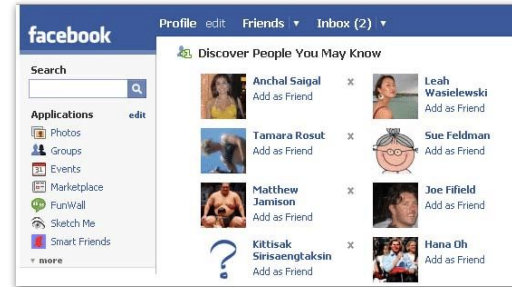 facebook
Profile edit Friends ▾ Inbox (2) ▾
Search
Applications edit
Photos
Groups
31 Events
Marketplace
FunWall
Sketch Me
Smart Friends
▾ more
Discover People You May Know
Anchal Saigal x
Add as Friend
Leah
Wasielewski
Add as Friend
Tamara Rosut x
Add as Friend
Sue Feldman
Add as Friend
Matthew x
Jamison
Add as Friend
Joe Fifield
Add as Friend
? Kittisak x
Sirisaengtaksin
Add as Friend
Hana Oh
Add as Friend